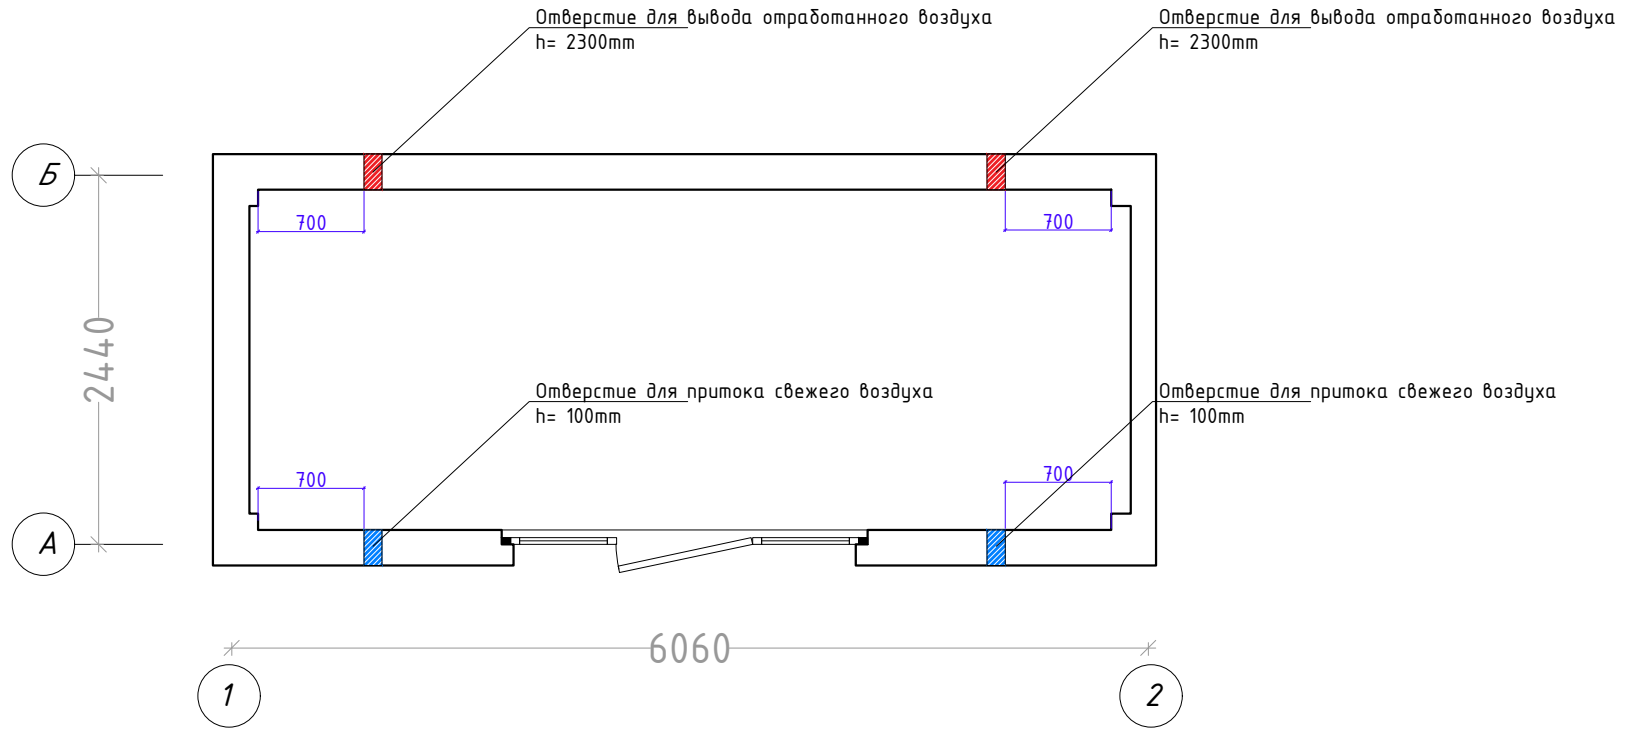 Отверстие для вывода отработанного воздуха
h= 2300mm
Отверстие для вывода отработанного воздуха
h= 2300mm
Б
700
700
2440
Отверстие для притока свежего воздуха
h= 100mm
Отверстие для притока свежего воздуха
h= 100mm
700
700
А
6060
1
2